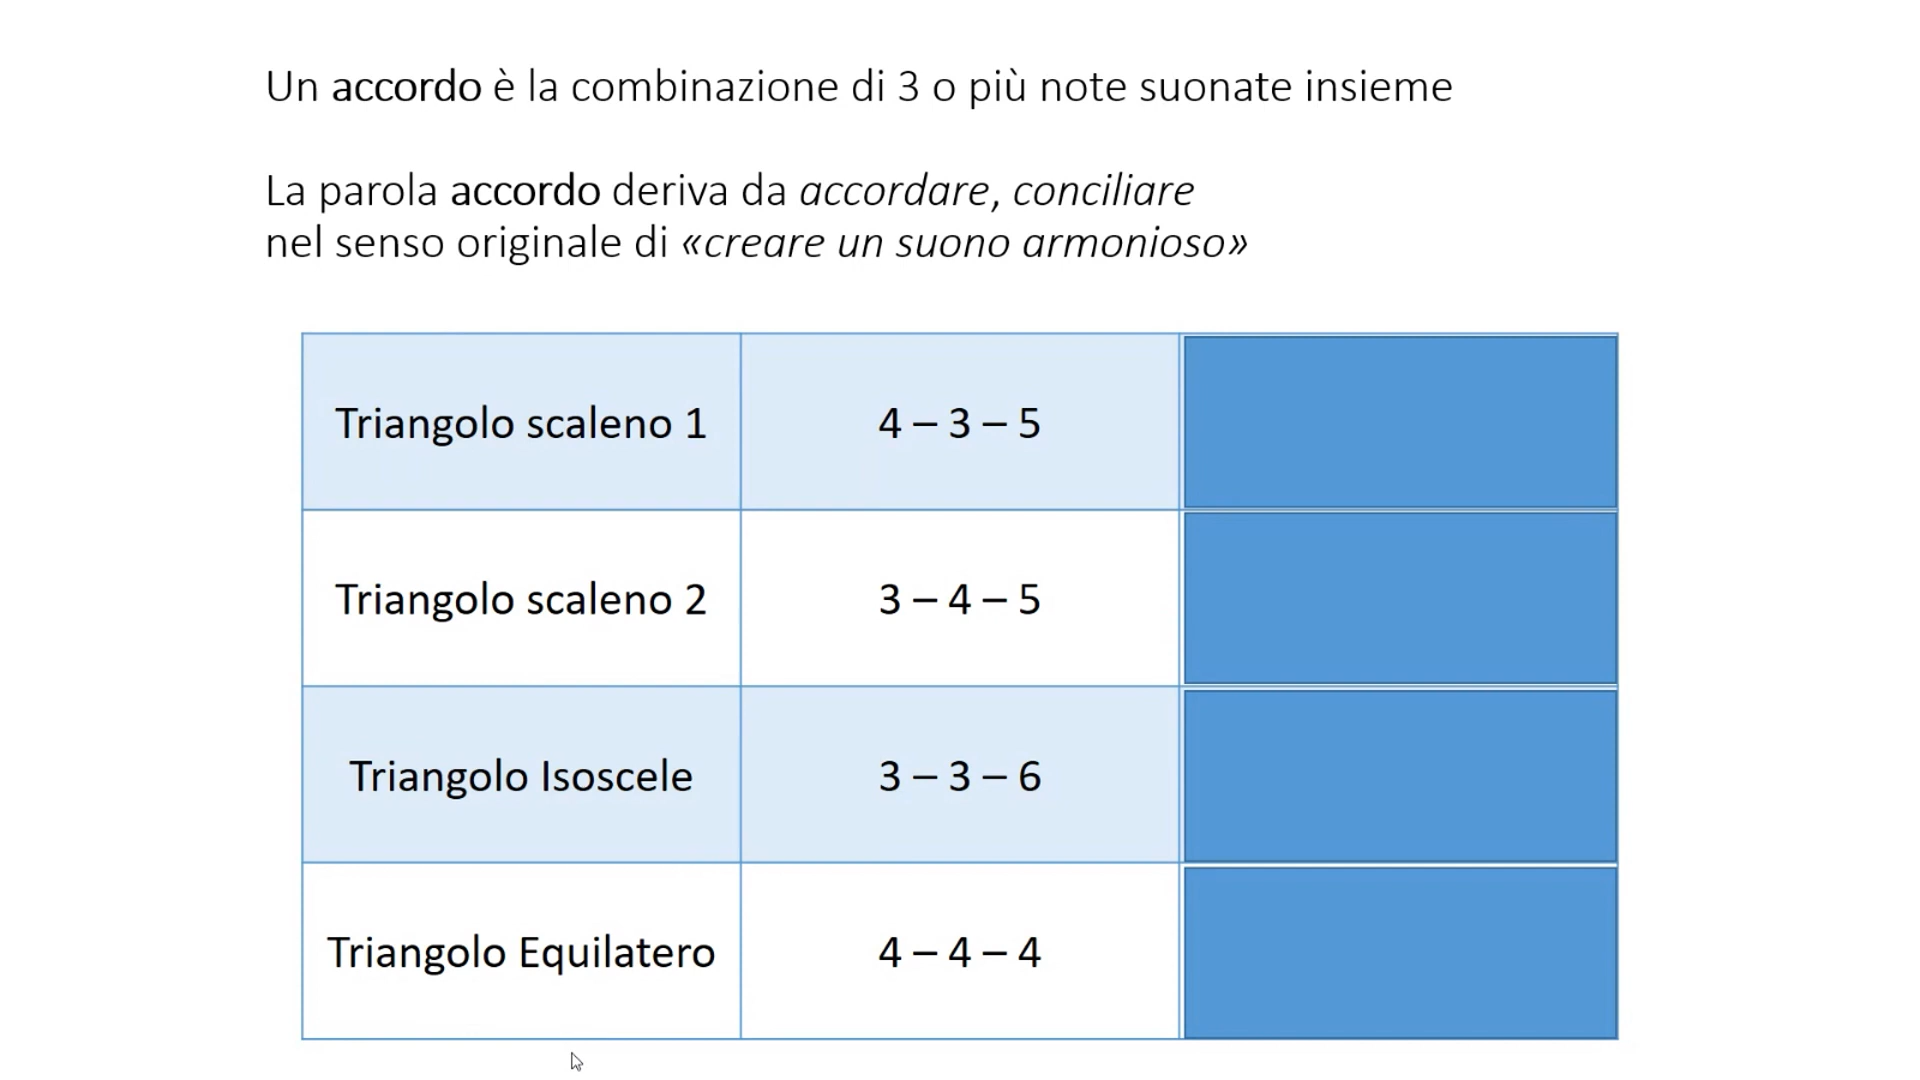 Un accordo è la combinazione di 3 o più note suonate insieme
La parola accordo deriva da accordare, conciliare
nel senso originale di «creare un suono armonioso»
Triangolo scaleno 1
4 – 3 – 5
Triangolo scaleno 2
3 – 4 – 5
Triangolo Isoscele
3 – 3 – 6
Triangolo Equilatero
4 – 4 – 4